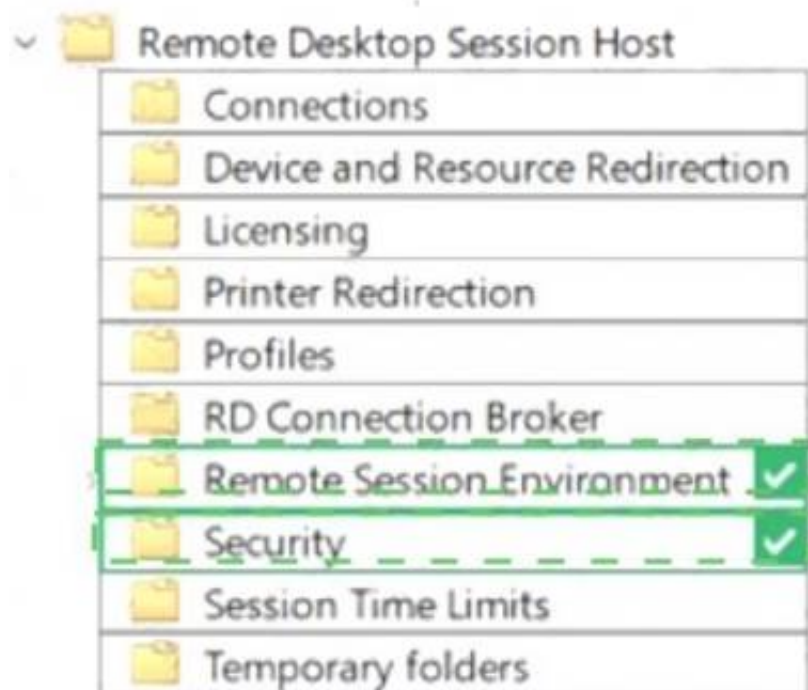 Remote Desktop Session Host
Connections
Device and Resource Redirection
Licensing
Printer Redirection
Profiles
RD Connection Broker
Remote Session Environment
Security
Session Time Limits
Temporary folders